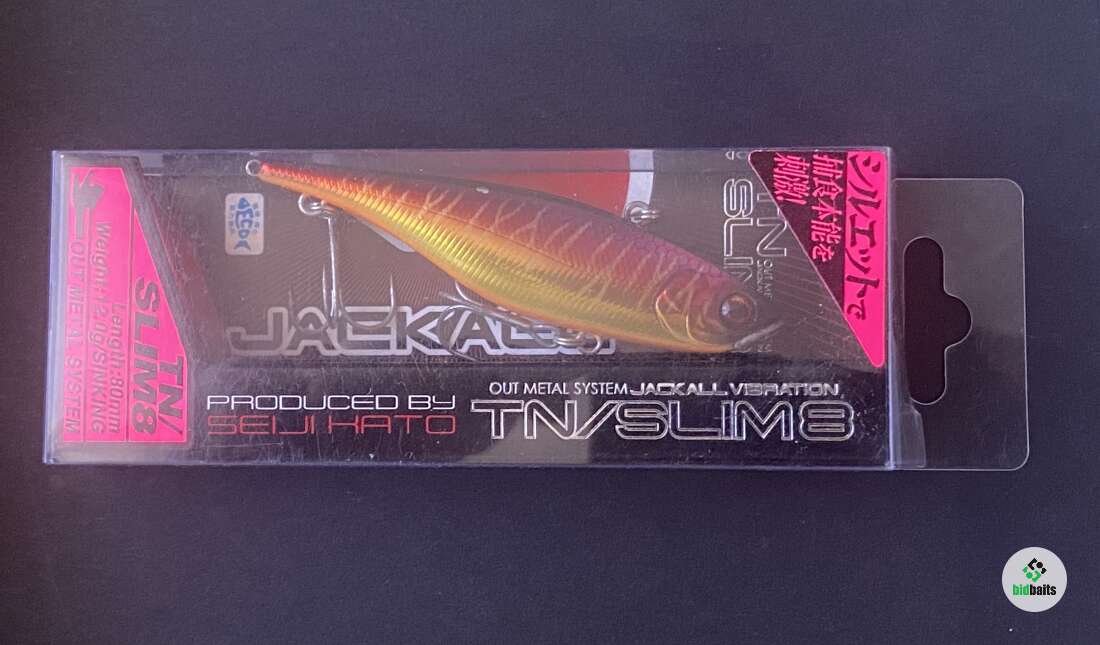 シルエットで
捕食本能を
刺激!
TN/
SLIM8
Length:80mm
Weight:12.0g/SINKING
OUT METAL SYSTEM
TN
SLIM
JACKALL
OUT METAL SYSTEM JACKALL VIBRATION
PRODUCED BY
SEIJI KATO
TN/SLIM8
bidbaits